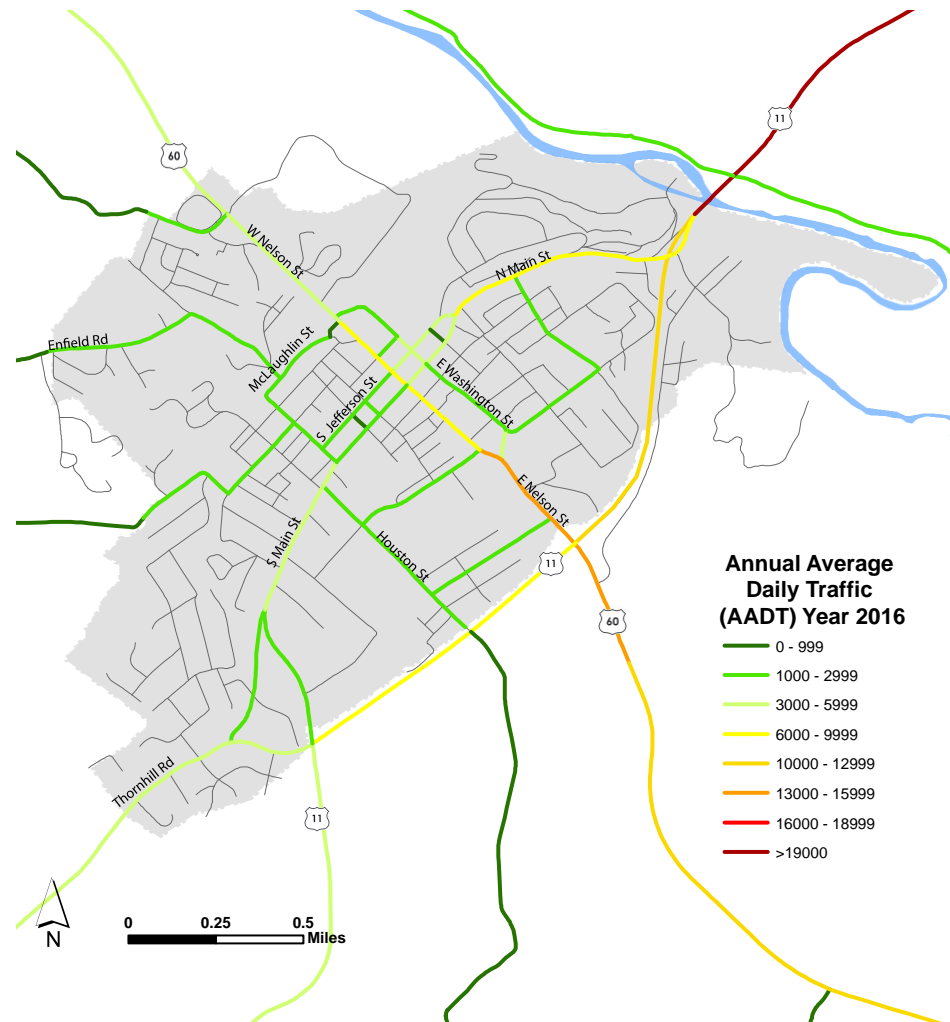 11
60
W Nelson St
N Main St
Enfield Rd
McLaughlin St
S Jefferson St
E Washington St
E Nelson St
S Main St
Houston St
11
60
Thornhill Rd
11
Annual Average
Daily Traffic
(AADT) Year 2016
0 - 999
1000 - 2999
3000 - 5999
6000 - 9999
10000 - 12999
13000 - 15999
16000 - 18999
>19000
N
0 0.25 0.5
Miles